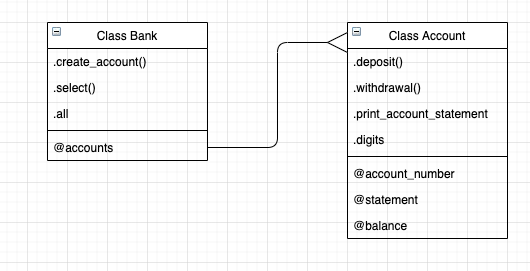 Class Bank
.create_account()
.select()
.all
@accounts
Class Account
.deposit()
.withdrawal()
.print_account_statement
.digits
@account_number
@statement
@balance